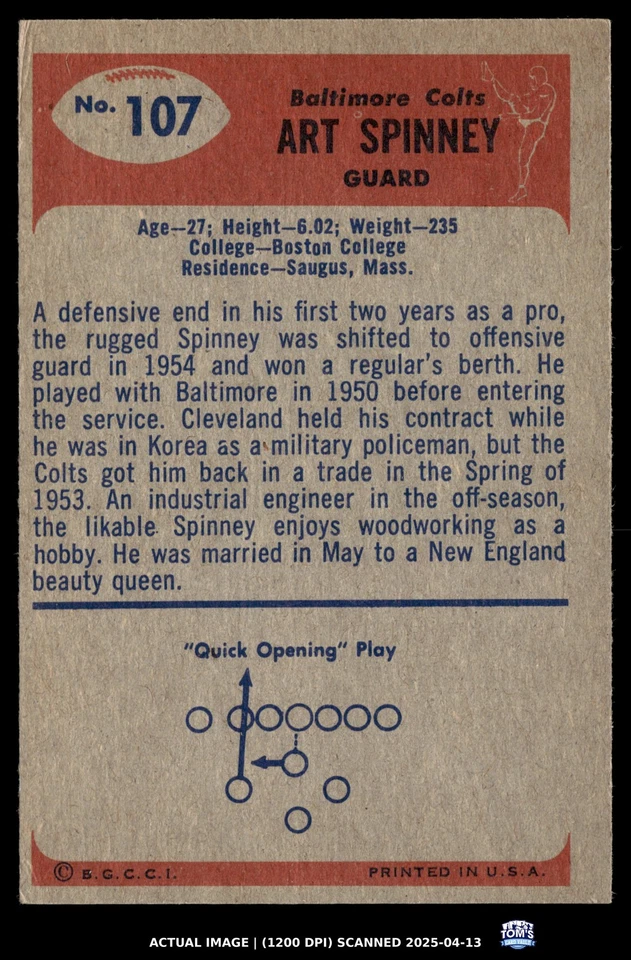 No. 107
Baltimore Colts
ART SPINNEY
GUARD
Age—27; Height—6.02; Weight—235
College—Boston College
Residence—Saugus, Mass.
A defensive end in his first two years as a pro,
the rugged Spinney was shifted to offensive
guard in 1954 and won a regular's berth. He
played with Baltimore in 1950 before entering
the service. Cleveland held his contract while
he was in Korea as a military policeman, but the
Colts got him back in a trade in the Spring of
1953. An industrial engineer in the off-season,
the likable Spinney enjoys woodworking as a
hobby. He was married in May to a New England
beauty queen.
"Quick Opening" Play
© B.G.C.C.I. PRINTED IN U.S.A.
ACTUAL IMAGE | (1200 DPI) SCANNED 2025-04-13
TOM'S